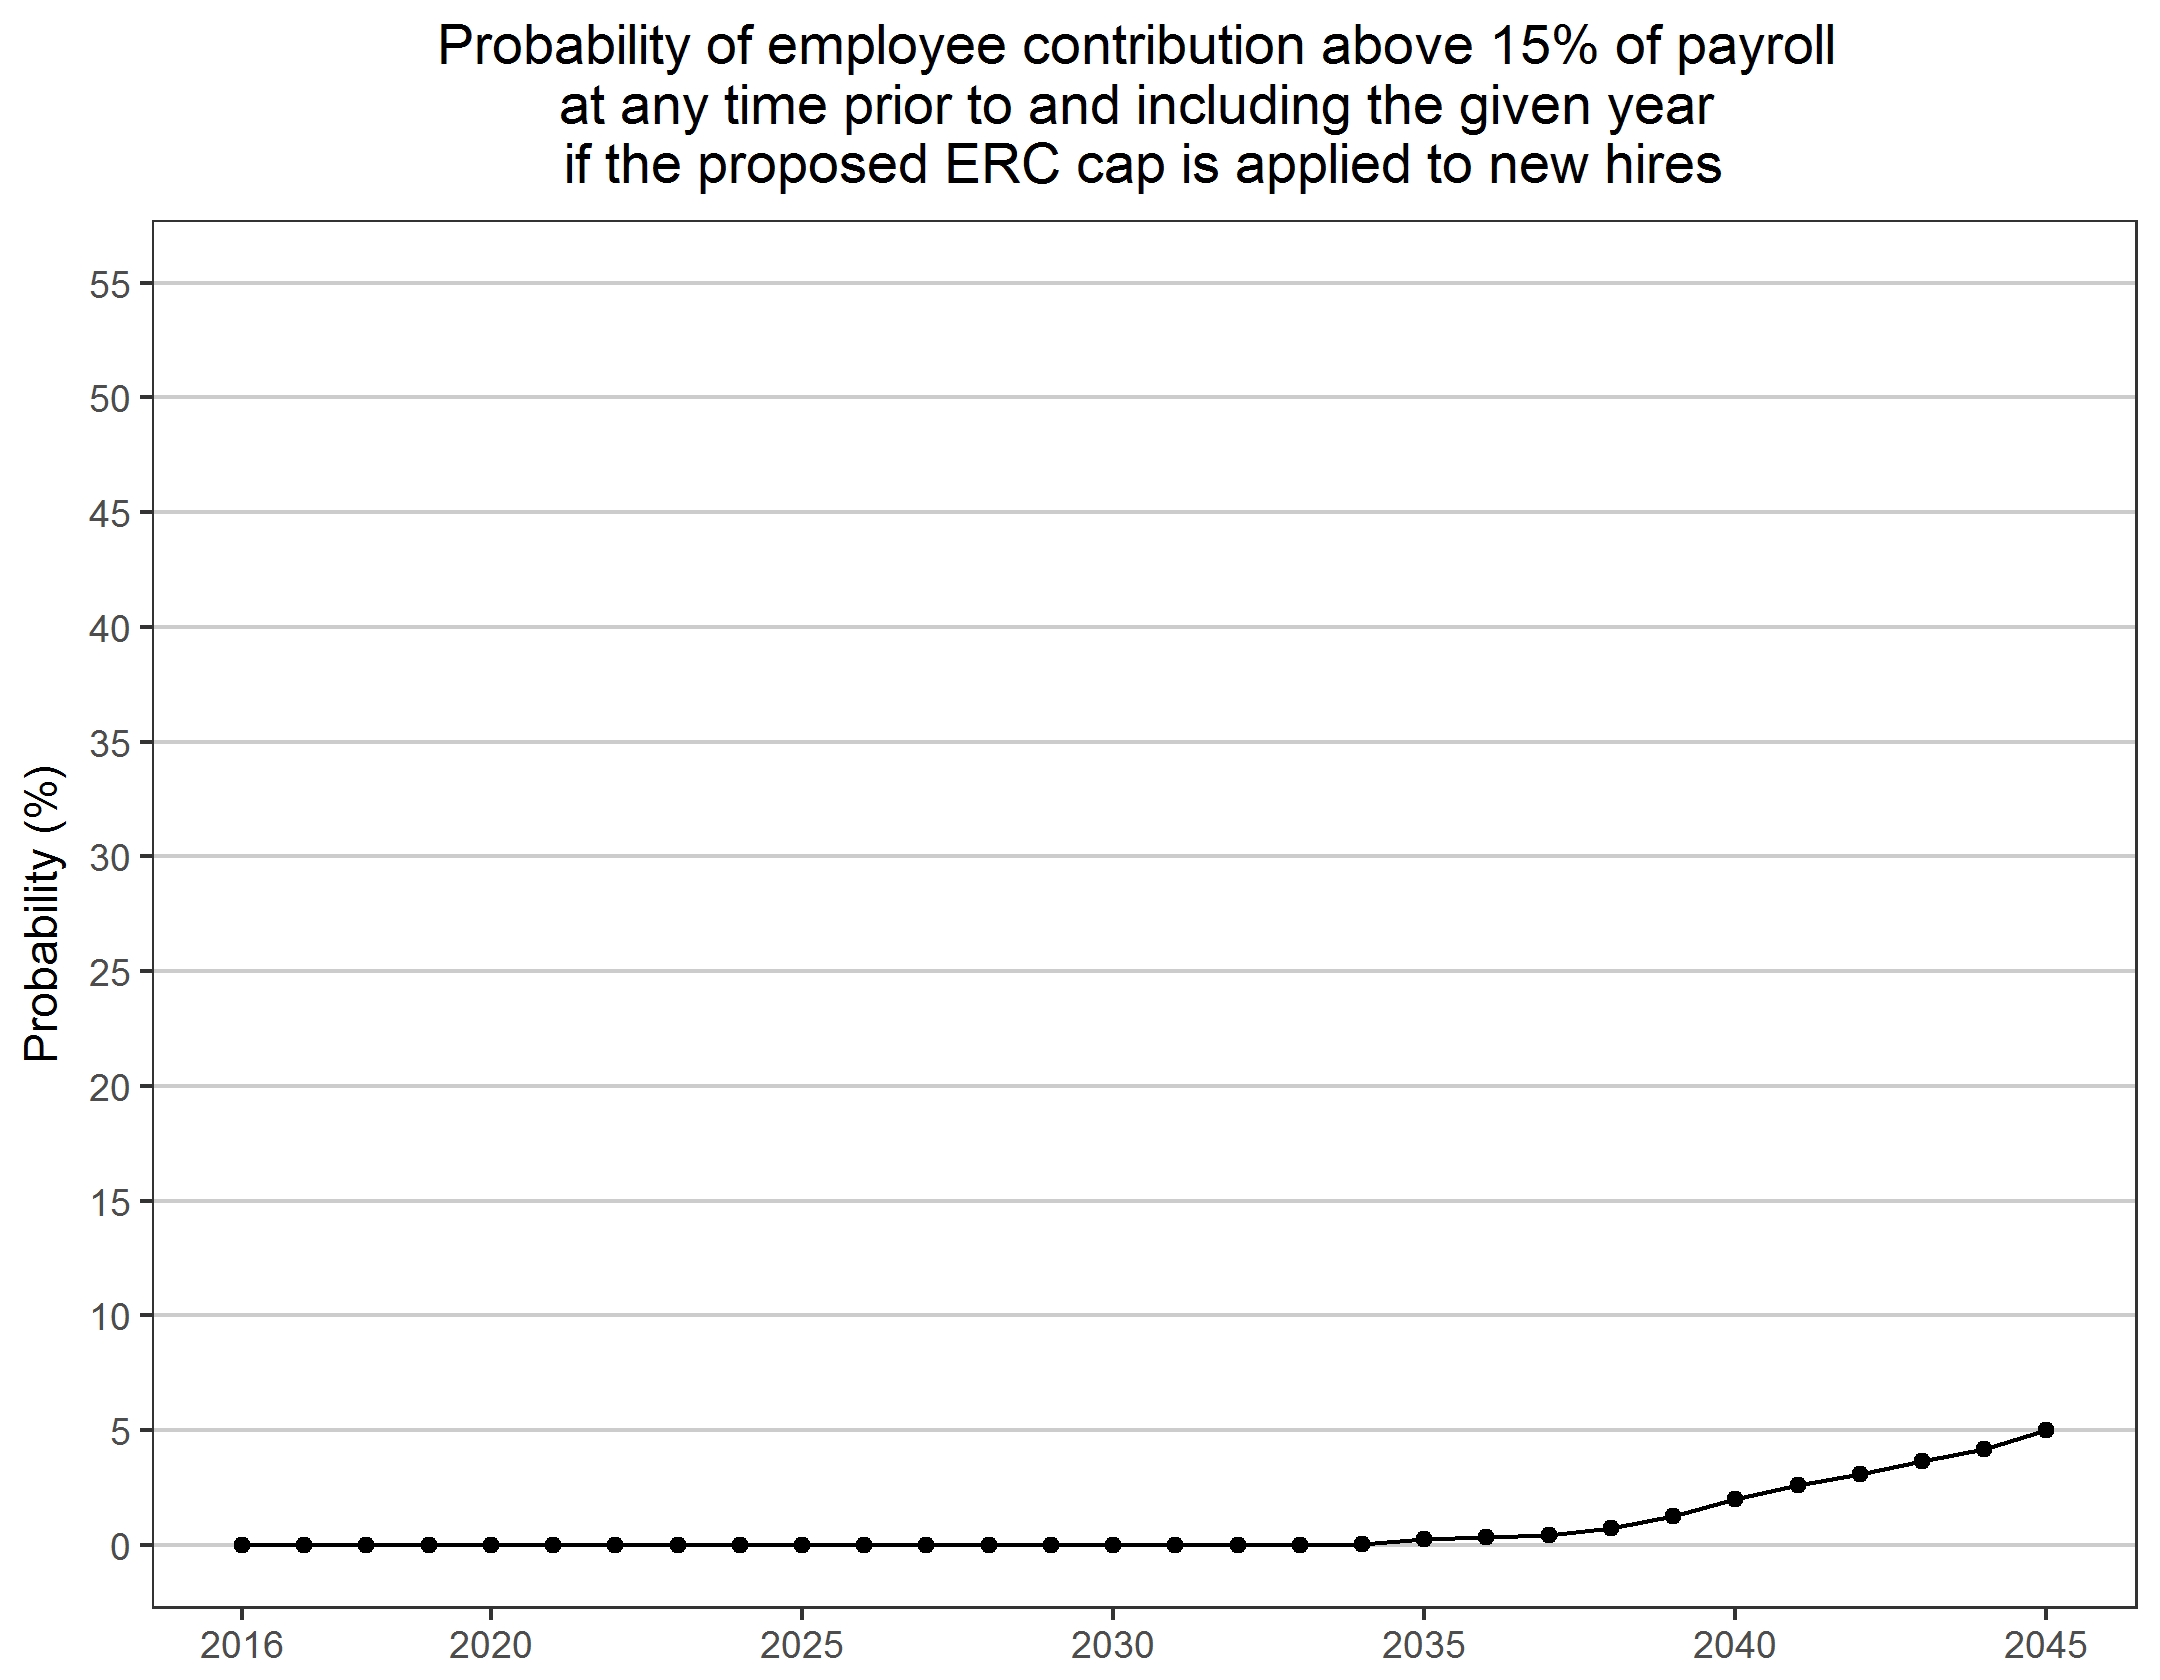 Probability of employee contribution above 15% of payroll
at any time prior to and including the given year
if the proposed ERC cap is applied to new hires
Probability (%)
55
50
45
40
35
30
25
20
15
10
5
0
2016 2020 2025 2030 2035 2040 2045